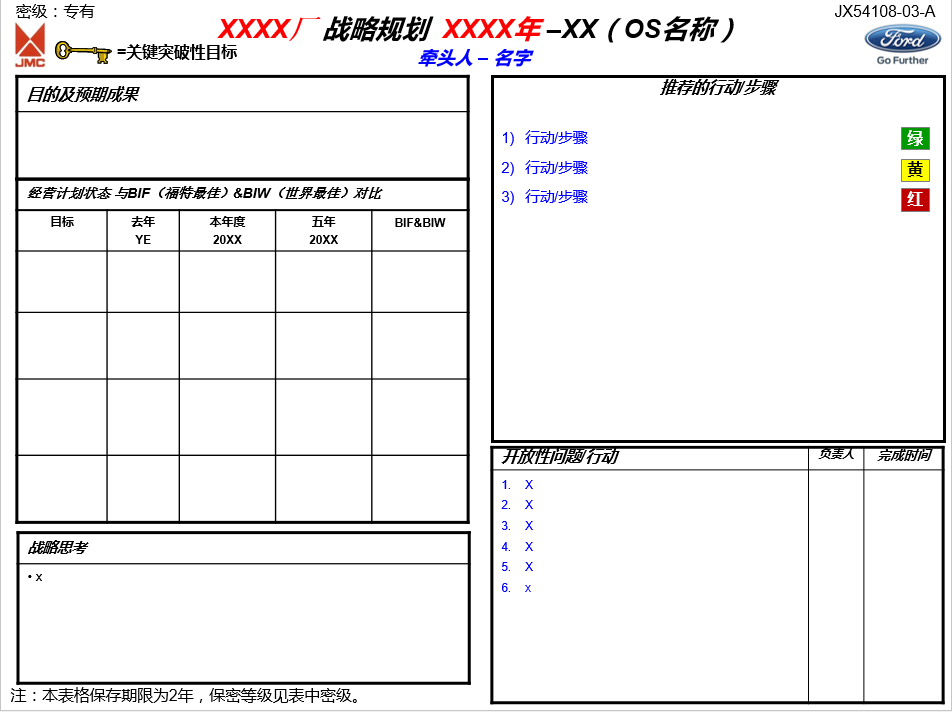 密级：专有
JX54108-03-A
XXXX厂 战略规划 XXXX年 –XX（OS名称）
牵头人 – 名字
JMC
=关键突破性目标
Ford
Go Further
目的及预期成果
经营计划状态 与BIF（福特最佳）&BIW（世界最佳）对比
目标 去年 本年度 五年 BIF&BIW
YE 20XX 20XX
战略思考
• x
推荐的行动/步骤
1) 行动/步骤 绿
2) 行动/步骤 黄
3) 行动/步骤 红
开放性问题/行动 负责人 完成时间
1. X
2. X
3. X
4. X
5. X
6. x
注：本表格保存期限为2年，保密等级见表中密级。